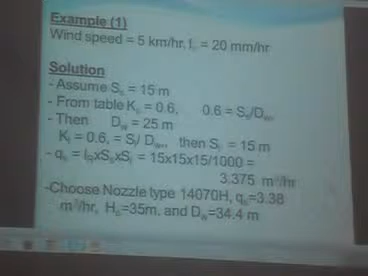 Example (1)
Wind speed = 5 km/hr, I = 20 mm/hr
Solution
- Assume S = 15 m
- From table K = 0.6, 0.6 = S/D
- Then D = 25 m
K = 0.6, = S/ D, then S = 15 m
- q = I xS xS = 15x15x15/1000 =
3.375 m³/hr
-Choose Nozzle type 14070H, q =3.38
m³/hr, H =35m, and D =34.4 m